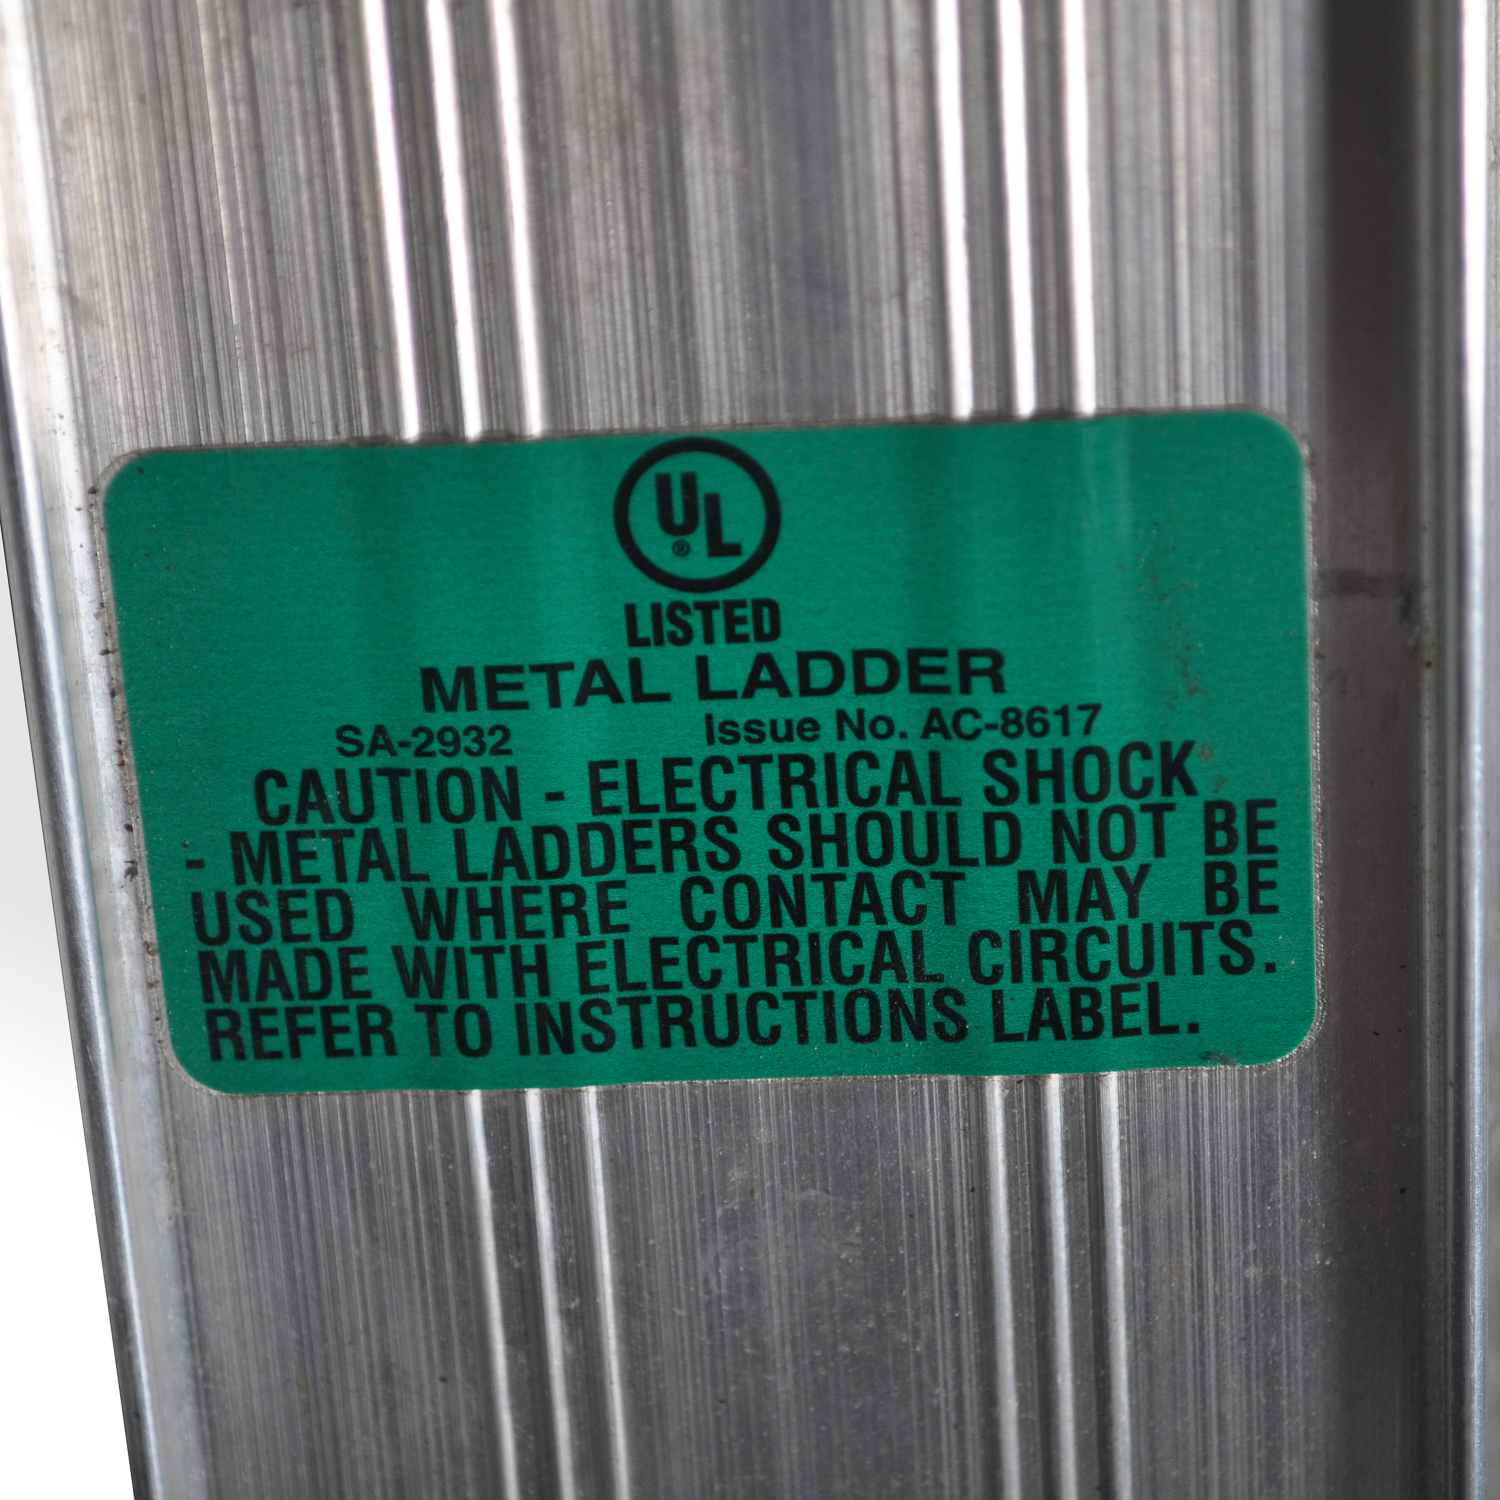 UL®
LISTED
METAL LADDER
SA-2932 Issue No. AC-8617
CAUTION - ELECTRICAL SHOCK
- METAL LADDERS SHOULD NOT BE
USED WHERE CONTACT MAY BE
MADE WITH ELECTRICAL CIRCUITS.
REFER TO INSTRUCTIONS LABEL.